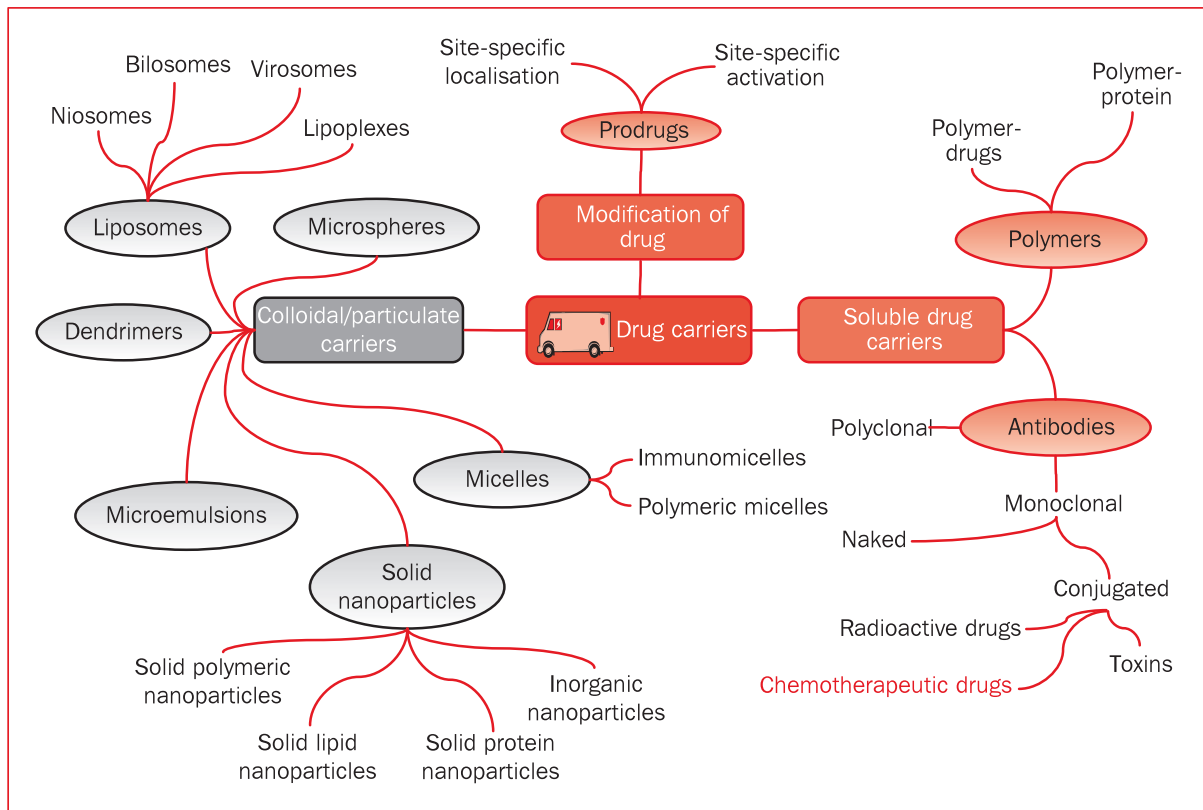 Bilosomes
Virosomes
Niosomes
Lipoplexes
Liposomes
Microspheres
Dendrimers
Colloidal/particulate
carriers
Microemulsions
Micelles
Immunomicelles
Polymeric micelles
Solid
nanoparticles
Solid polymeric
nanoparticles
Solid lipid
nanoparticles
Solid protein
nanoparticles
Inorganic
nanoparticles
Site-specific
localisation
Site-specific
activation
Prodrugs
Modification of
drug
Drug carriers
Soluble drug
carriers
Polymer-
drugs
Polymer-
protein
Polymers
Antibodies
Polyclonal
Monoclonal
Naked
Conjugated
Radioactive drugs
Toxins
Chemotherapeutic drugs